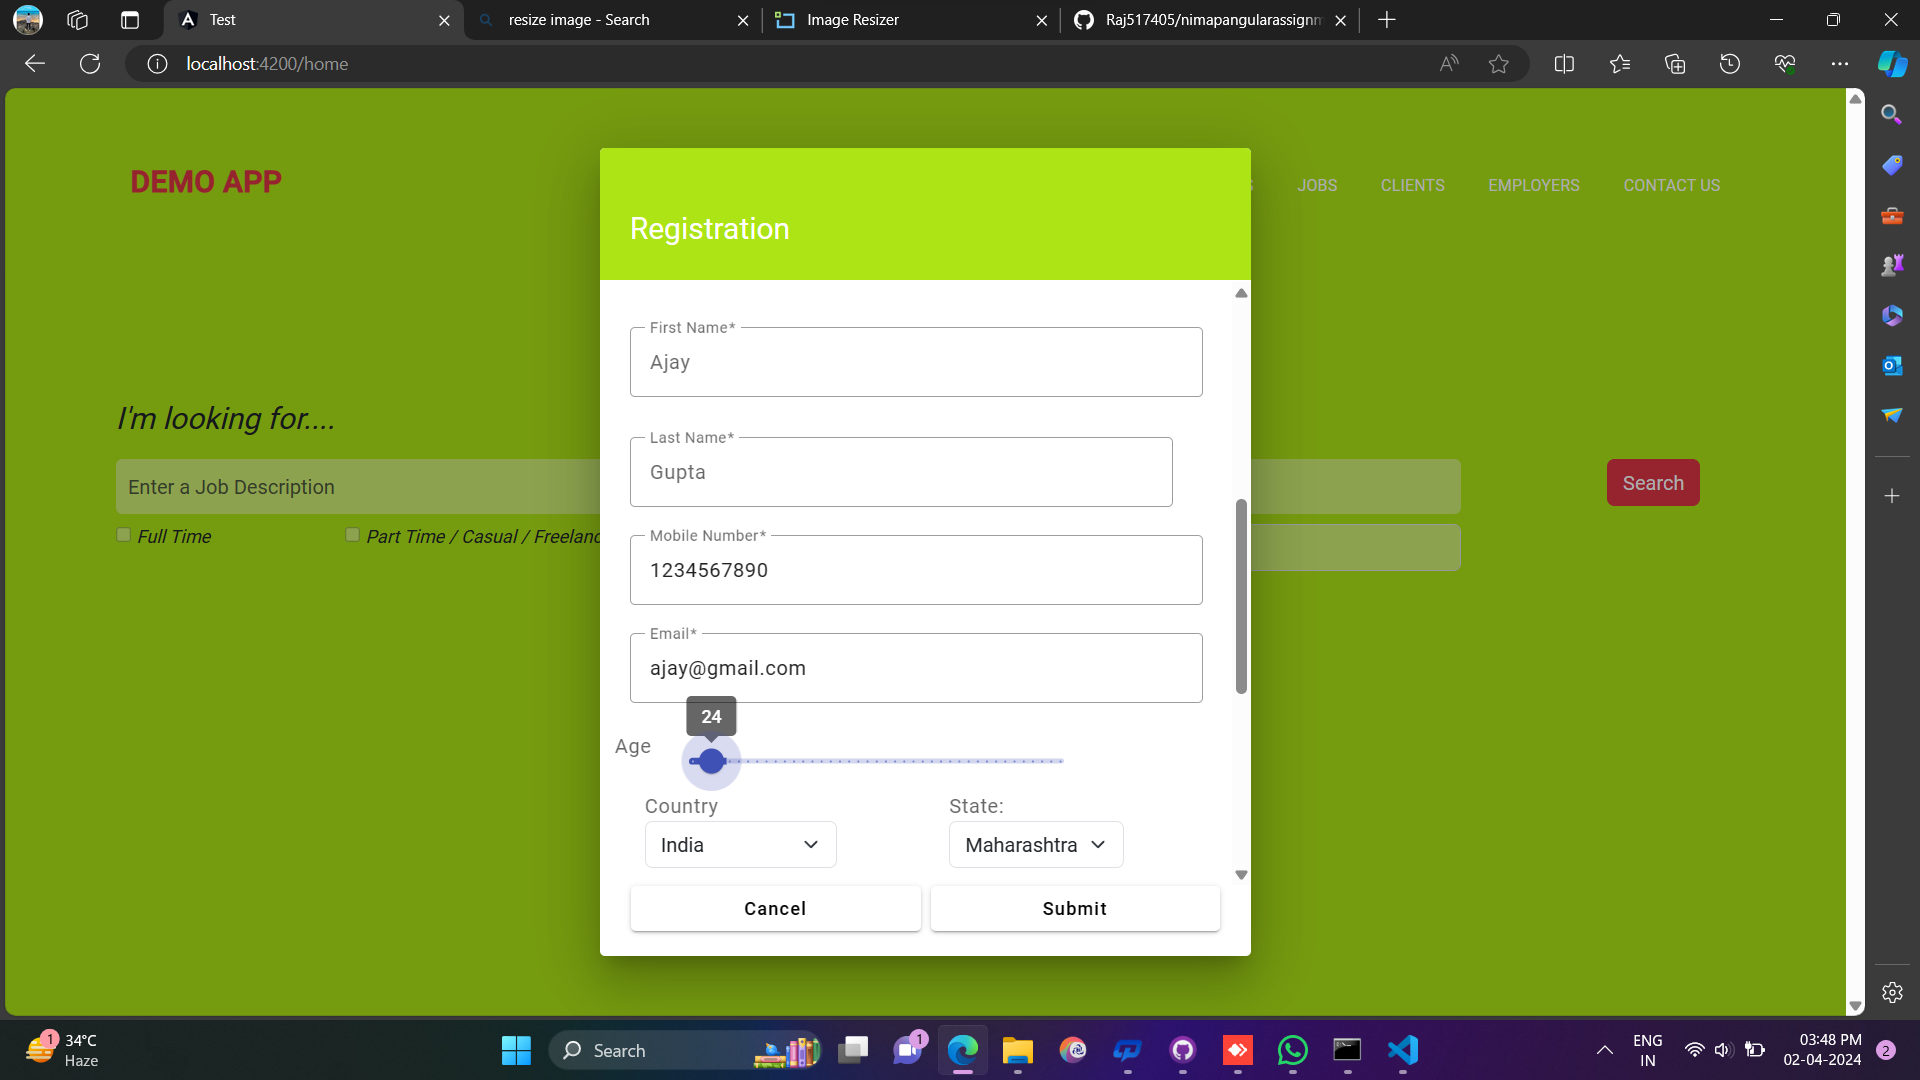 Test
resize image - Search
Image Resizer
Raj517405/nimapangularassignm
localhost:4200/home
DEMO APP
JOBS
CLIENTS
EMPLOYERS
CONTACT US
Registration
First Name*
Ajay
I'm looking for....
Last Name*
Gupta
Enter a Job Description
Search
Full Time
Part Time / Casual / Freelanc
Mobile Number*
1234567890
Email*
ajay@gmail.com
24
Age
Country
State:
India
Maharashtra
Cancel
Submit
1
34°C
Haze
Search
1
ENG
IN
03:48 PM
02-04-2024
2